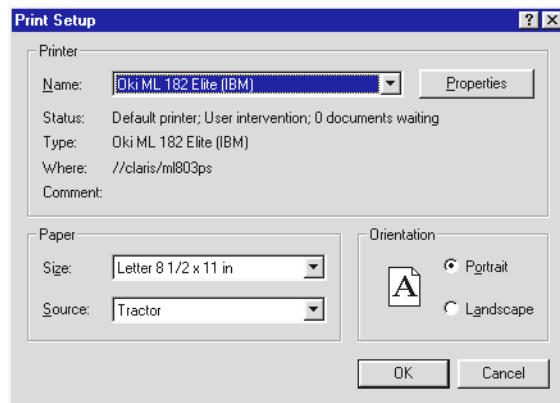 Print Setup
Printer
Name: Oki ML 182 Elite (IBM) Properties
Status: Default printer; User intervention; 0 documents waiting
Type: Oki ML 182 Elite (IBM)
Where: //claris/ml803ps
Comment:
Paper
Size: Letter 8 1/2 x 11 in
Source: Tractor
Orientation
A
Portrait
Landscape
OK Cancel